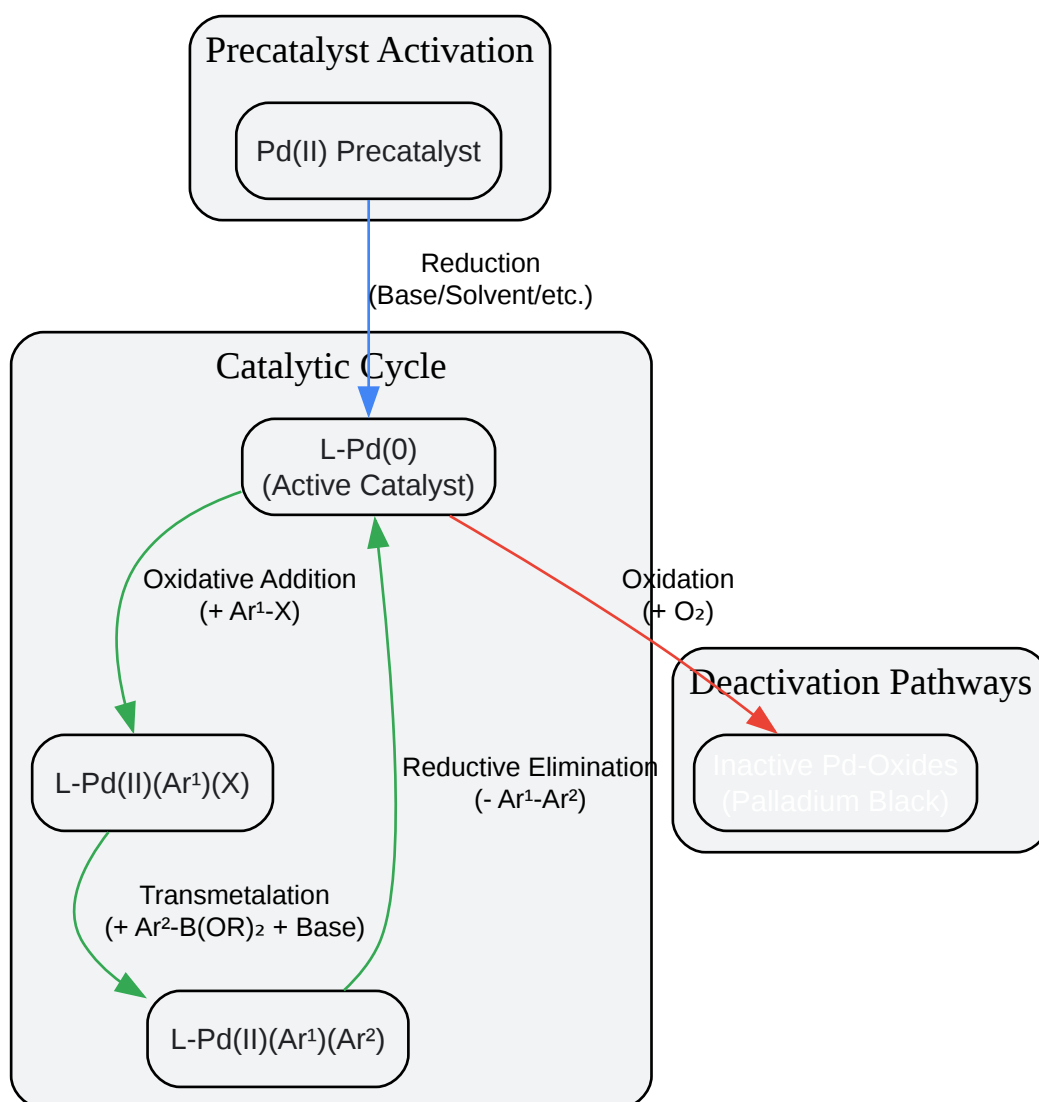 Precatalyst Activation
Pd(II) Precatalyst
Reduction
(Base/Solvent/etc.)
Catalytic Cycle
L-Pd(0)
(Active Catalyst)
Oxidative Addition
(+ Ar¹-X)
Oxidation
(+ O₂)
Deactivation Pathways
L-Pd(II)(Ar¹)(X)
Reductive Elimination
(- Ar¹-Ar²)
Inactive Pd-Oxides
(Palladium Black)
Transmetalation
(+ Ar²-B(OR)₂ + Base)
L-Pd(II)(Ar¹)(Ar²)